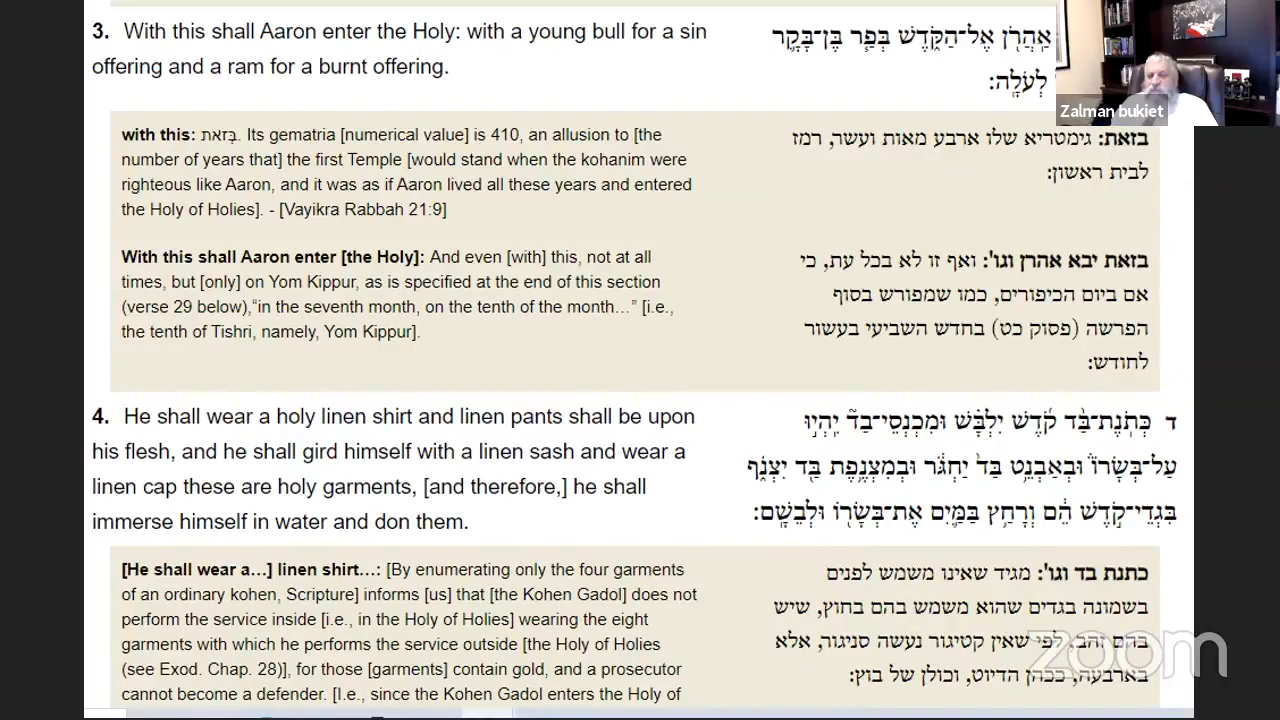 3. With this shall Aaron enter the Holy: with a young bull for a sin
offering and a ram for a burnt offering.
אַֽהֲרֹ֖ן אֶל־הַקֹּ֑דֶשׁ בְּפַ֧ר בֶּן־בָּקָ֛ר
לְעֹלָֽה:
Zalman bukiet
with this: בְּזֹאת. Its gematria [numerical value] is 410, an allusion to [the
number of years that] the first Temple [would stand when the kohanim were
righteous like Aaron, and it was as if Aaron lived all these years and entered
the Holy of Holies]. - [Vayikra Rabbah 21:9]
בזאת: גימטריא שלו ארבע מאות ועשר, רמז
לבית ראשון:
With this shall Aaron enter [the Holy]: And even [with] this, not at all
times, but [only] on Yom Kippur, as is specified at the end of this section
(verse 29 below),“in the seventh month, on the tenth of the month…” [i.e.,
the tenth of Tishri, namely, Yom Kippur].
בזאת יבא אהרן וגו': ואף זו לא בכל עת, כי
אם ביום הכיפורים, כמו שמפורש בסוף
הפרשה (פסוק כט) בחדש השביעי בעשור
לחודש:
4. He shall wear a holy linen shirt and linen pants shall be upon
his flesh, and he shall gird himself with a linen sash and wear a
linen cap these are holy garments, [and therefore,] he shall
immerse himself in water and don them.
ד כְּתֹֽנֶת־בַּ֨ד קֹ֜דֶשׁ יִלְבָּ֗שׁ וּמִכְנְסֵי־בַד֘ יִֽהְי֣וּ
עַל־בְּשָׂרוֹ֒ וּבְאַבְנֵ֥ט בַּד֙ יַחְגֹּ֔ר וּבְמִצְנֶ֥פֶת בַּ֖ד יִצְנֹ֑ף
בִּגְדֵי־קֹ֣דֶשׁ הֵ֔ם וְרָחַ֥ץ בַּמַּ֛יִם אֶת־בְּשָׂר֖וֹ וּלְבֵשָֽׁם:
[He shall wear a…] linen shirt…: [By enumerating only the four garments
of an ordinary kohen, Scripture] informs [us] that [the Kohen Gadol] does not
perform the service inside [i.e., in the Holy of Holies] wearing the eight
garments with which he performs the service outside [the Holy of Holies
(see Exod. Chap. 28)], for those [garments] contain gold, and a prosecutor
cannot become a defender. [I.e., since the Kohen Gadol enters the Holy of
כתנת בד וגו': מגיד שאינו משמש לפנים
בשמונה בגדים שהוא משמש בהם בחוץ, שיש
בהם זהב, לפי שאין קטיגור נעשה סניגור, אלא
בארבעה, ככהן הדיוט, וכולן של בוץ:
zoom